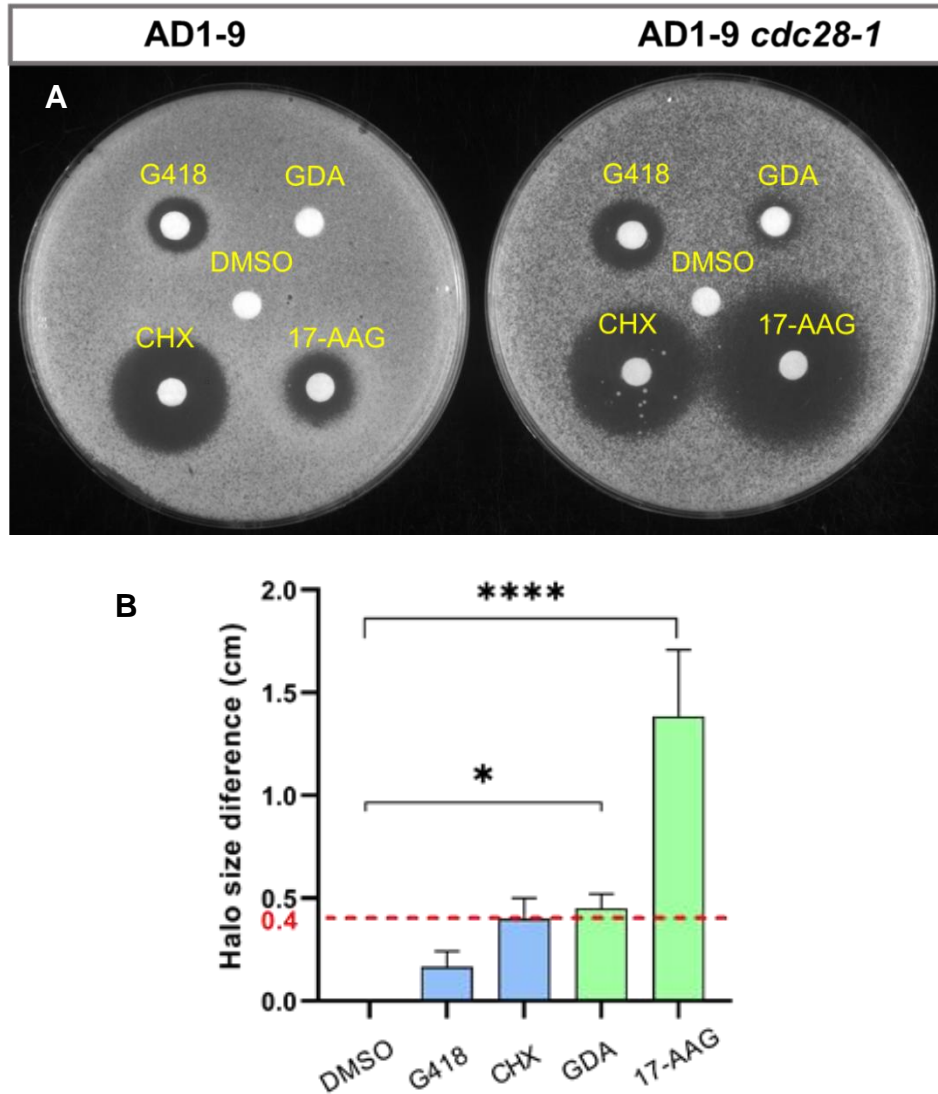 AD1-9 AD1-9 cdc28-1
A
G418 GDA G418 GDA
DMSO DMSO
CHX 17-AAG CHX 17-AAG
B
****
*
Halo size diference (cm)
2.0
1.5
1.0
0.5
0.4
0.0
DMSO G418 CHX GDA 17-AAG